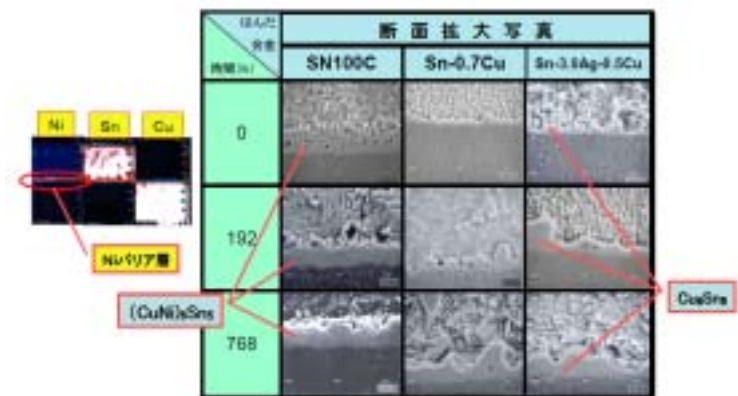 はんだ
合金
時間(h)
断面拡大写真
SN100C
Sn-0.7Cu
Sn-3.8Ag-0.5Cu
Ni
Sn
Cu
0
192
Niバリア層
(CuNi)₆Sn₅
Cu₆Sn₅
768